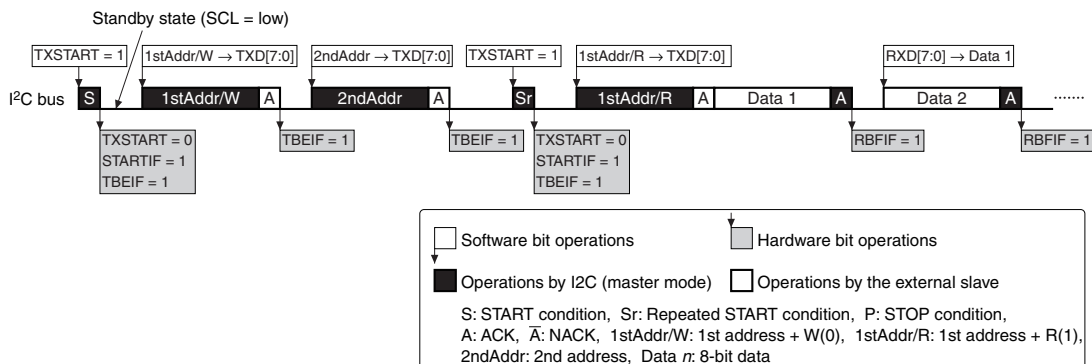 Standby state (SCL = low)
TXSTART = 1 1stAddr/W → TXD[7:0] 2ndAddr → TXD[7:0] TXSTART = 1 1stAddr/R → TXD[7:0] RXD[7:0] → Data 1
I²C bus S 1stAddr/W A 2ndAddr A Sr 1stAddr/R A Data 1 A Data 2 A ·······
TXSTART = 0 TBEIF = 1 TBEIF = 1 TXSTART = 0 RBFIF = 1 RBFIF = 1
STARTIF = 1 STARTIF = 1
TBEIF = 1 TBEIF = 1
Software bit operations Hardware bit operations
Operations by I2C (master mode) Operations by the external slave
S: START condition, Sr: Repeated START condition, P: STOP condition,
A: ACK, A̅: NACK, 1stAddr/W: 1st address + W(0), 1stAddr/R: 1st address + R(1),
2ndAddr: 2nd address, Data n: 8-bit data